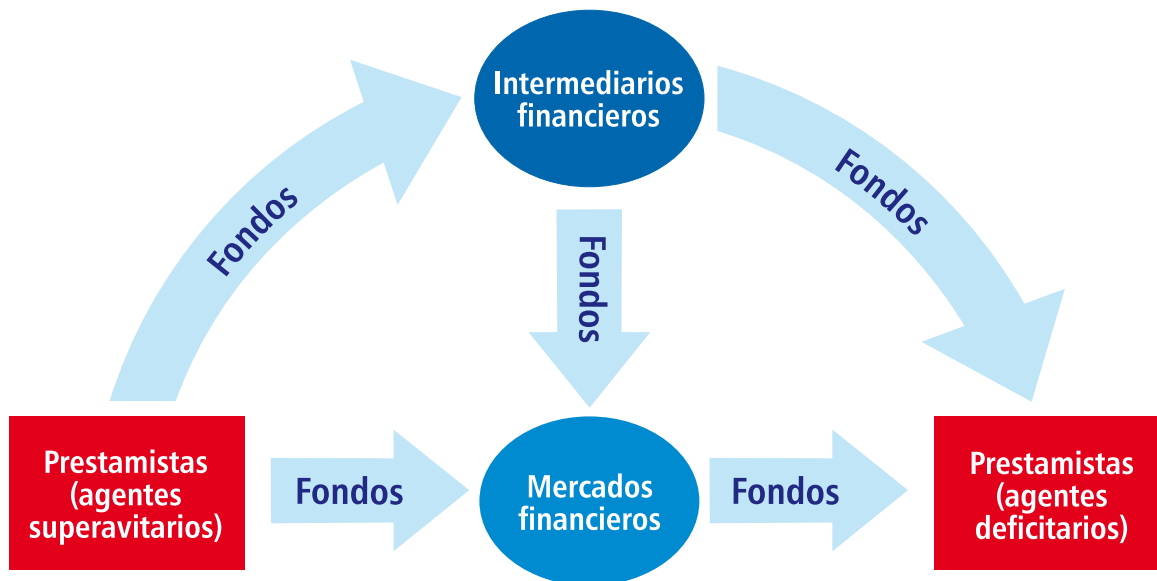 Intermediarios
financieros
Fondos
Fondos
Fondos
Prestamistas
(agentes
superavitarios)
Fondos
Mercados
financieros
Fondos
Prestamistas
(agentes
deficitarios)